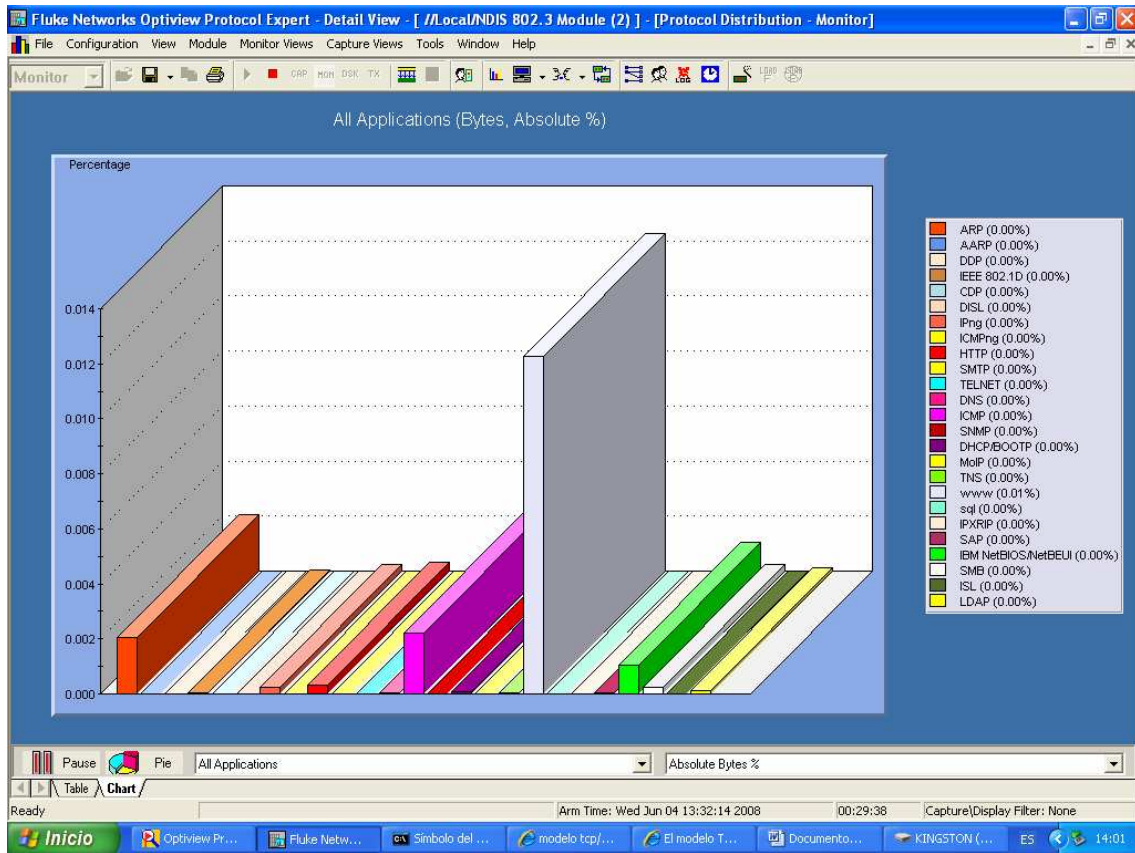 Fluke Networks Optiview Protocol Expert - Detail View - [ //Local/NDIS 802.3 Module (2) ] - [Protocol Distribution - Monitor]
File Configuration View Module Monitor Views Capture Views Tools Window Help
Monitor CAP MON DSK TX LOAD F
All Applications (Bytes, Absolute %)
Percentage
0.014
0.012
0.010
0.008
0.006
0.004
0.002
0.000
ARP (0.00%)
AARP (0.00%)
DDP (0.00%)
IEEE 802.1D (0.00%)
CDP (0.00%)
DISL (0.00%)
IPng (0.00%)
ICMPng (0.00%)
HTTP (0.00%)
SMTP (0.00%)
TELNET (0.00%)
DNS (0.00%)
ICMP (0.00%)
SNMP (0.00%)
DHCP/BOOTP (0.00%)
MoIP (0.00%)
TNS (0.00%)
www (0.01%)
sql (0.00%)
IPXRIP (0.00%)
SAP (0.00%)
IBM NetBIOS/NetBEUI (0.00%)
SMB (0.00%)
ISL (0.00%)
LDAP (0.00%)
Pause Pie All Applications Absolute Bytes %
Table Chart
Ready Arm Time: Wed Jun 04 13:32:14 2008 00:29:38 Capture\Display Filter: None
Inicio Optiview Pr... Fluke Netw... Símbolo del ... modelo tcp/... El modelo T... Documento... KINGSTON (... ES 14:01